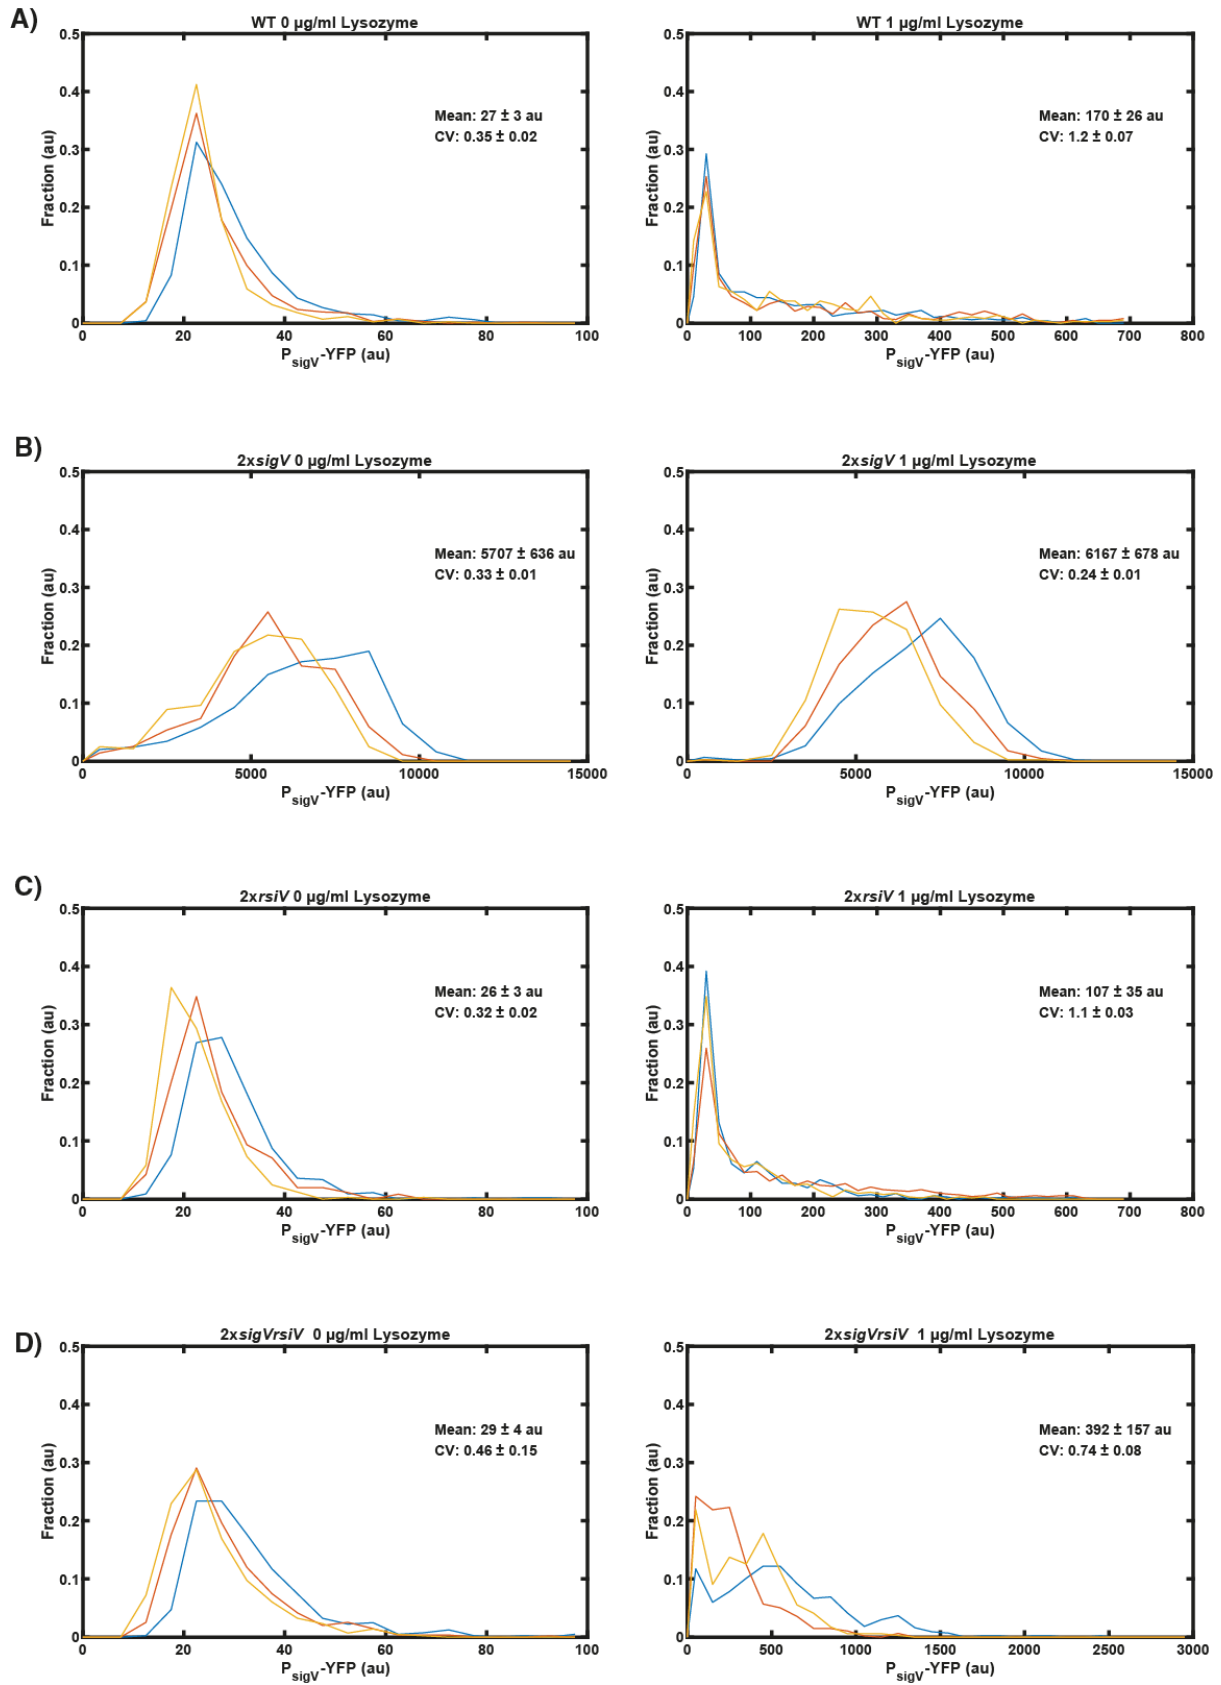 A)
WT 0 µg/ml Lysozyme
0.5
0.4
0.3
0.2
0.1
0
Fraction (au)
Mean: 27 ± 3 au
CV: 0.35 ± 0.02
0 20 40 60 80 100
PsigV-YFP (au)
WT 1 µg/ml Lysozyme
0.5
0.4
0.3
0.2
0.1
0
Fraction (au)
Mean: 170 ± 26 au
CV: 1.2 ± 0.07
0 100 200 300 400 500 600 700 800
PsigV-YFP (au)
B)
2xsigV 0 µg/ml Lysozyme
0.5
0.4
0.3
0.2
0.1
0
Fraction (au)
Mean: 5707 ± 636 au
CV: 0.33 ± 0.01
0 5000 10000 15000
PsigV-YFP (au)
2xsigV 1 µg/ml Lysozyme
0.5
0.4
0.3
0.2
0.1
0
Fraction (au)
Mean: 6167 ± 678 au
CV: 0.24 ± 0.01
0 5000 10000 15000
PsigV-YFP (au)
C)
2xrsiV 0 µg/ml Lysozyme
0.5
0.4
0.3
0.2
0.1
0
Fraction (au)
Mean: 26 ± 3 au
CV: 0.32 ± 0.02
0 20 40 60 80 100
PsigV-YFP (au)
2xrsiV 1 µg/ml Lysozyme
0.5
0.4
0.3
0.2
0.1
0
Fraction (au)
Mean: 107 ± 35 au
CV: 1.1 ± 0.03
0 100 200 300 400 500 600 700 800
PsigV-YFP (au)
D)
2xsigVrsiV 0 µg/ml Lysozyme
0.5
0.4
0.3
0.2
0.1
0
Fraction (au)
Mean: 29 ± 4 au
CV: 0.46 ± 0.15
0 20 40 60 80 100
PsigV-YFP (au)
2xsigVrsiV 1 µg/ml Lysozyme
0.5
0.4
0.3
0.2
0.1
0
Fraction (au)
Mean: 392 ± 157 au
CV: 0.74 ± 0.08
0 500 1000 1500 2000 2500 3000
PsigV-YFP (au)